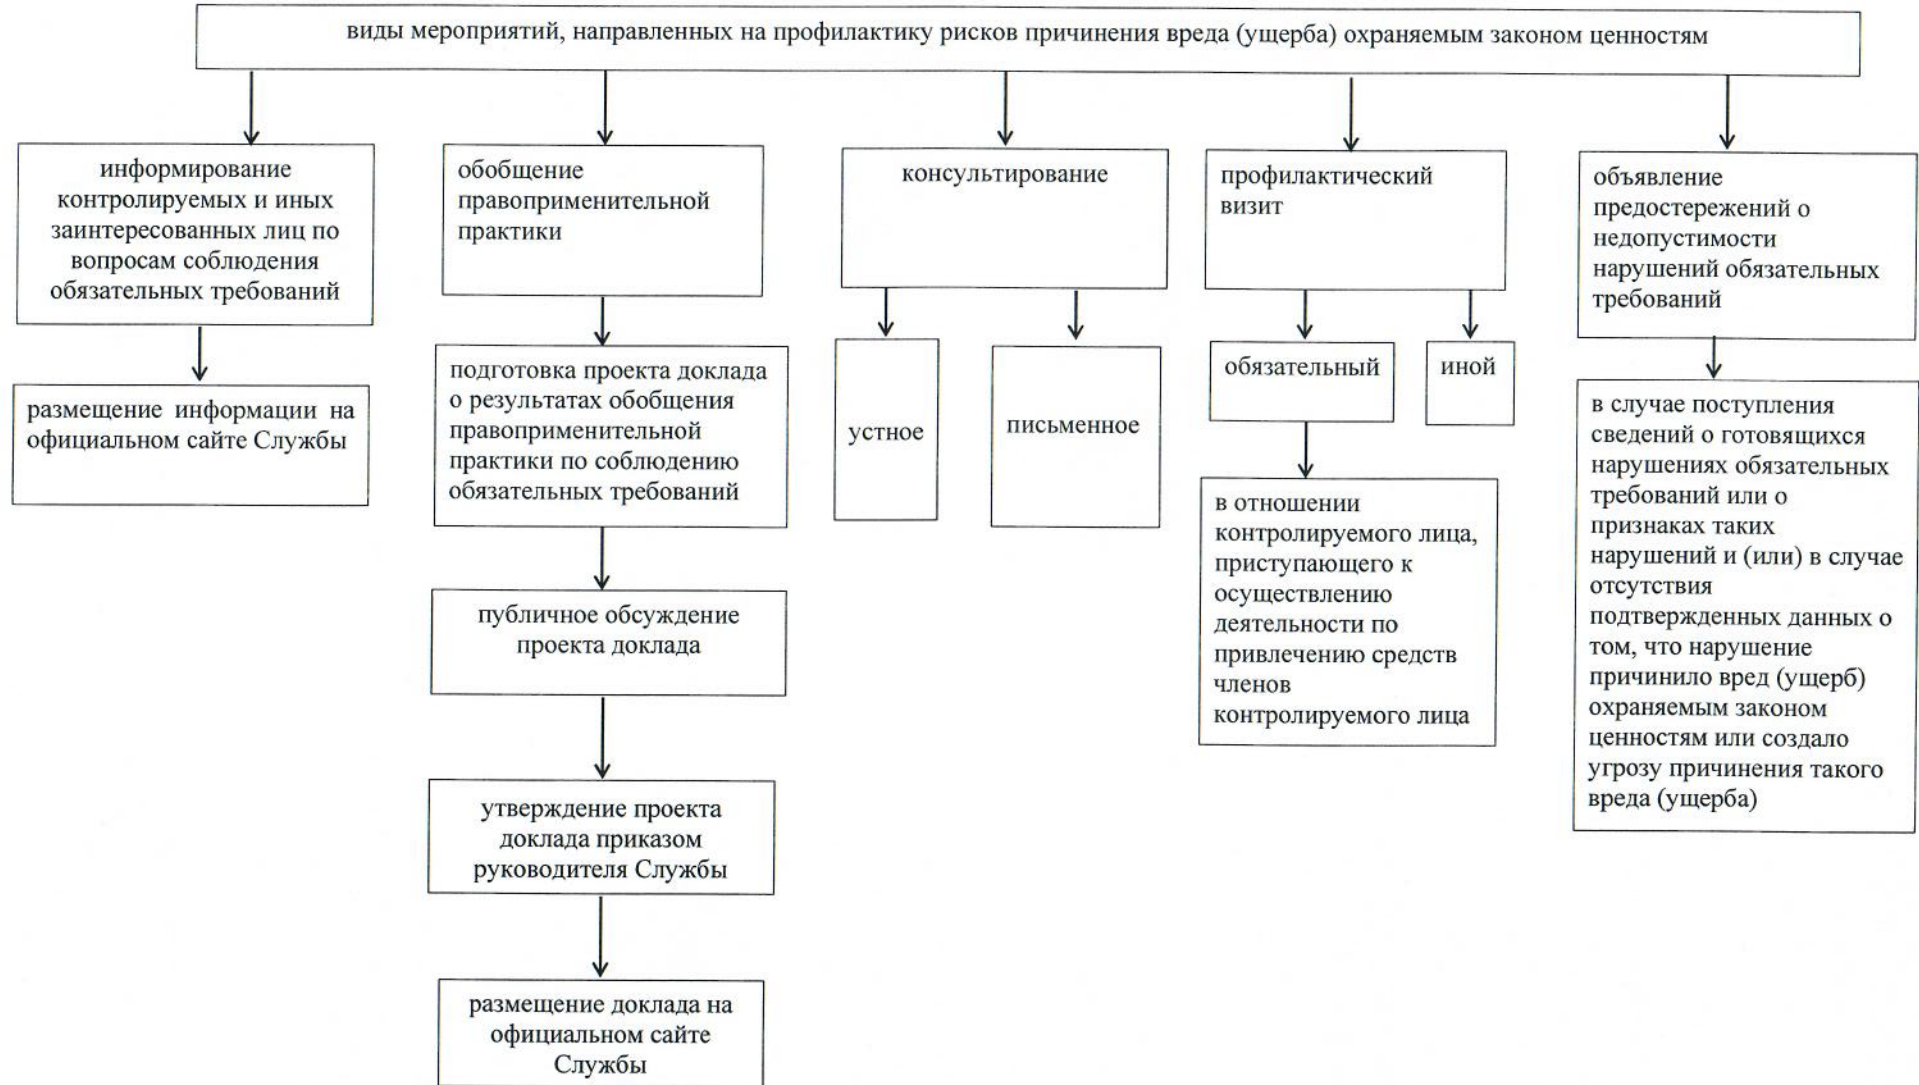 виды мероприятий, направленных на профилактику рисков причинения вреда (ущерба) охраняемым законом ценностям
информирование
контролируемых и иных
заинтересованных лиц по
вопросам соблюдения
обязательных требований
размещение информации на
официальном сайте Службы
обобщение
правоприменительной
практики
подготовка проекта доклада
о результатах обобщения
правоприменительной
практики по соблюдению
обязательных требований
публичное обсуждение
проекта доклада
утверждение проекта
доклада приказом
руководителя Службы
размещение доклада на
официальном сайте
Службы
консультирование
устное
письменное
профилактический
визит
обязательный
иной
в отношении
контролируемого лица,
приступающего к
осуществлению
деятельности по
привлечению средств
членов
контролируемого лица
объявление
предостережений о
недопустимости
нарушений обязательных
требований
в случае поступления
сведений о готовящихся
нарушениях обязательных
требований или о
признаках таких
нарушений и (или) в случае
отсутствия
подтвержденных данных о
том, что нарушение
причинило вред (ущерб)
охраняемым законом
ценностям или создало
угрозу причинения такого
вреда (ущерба)